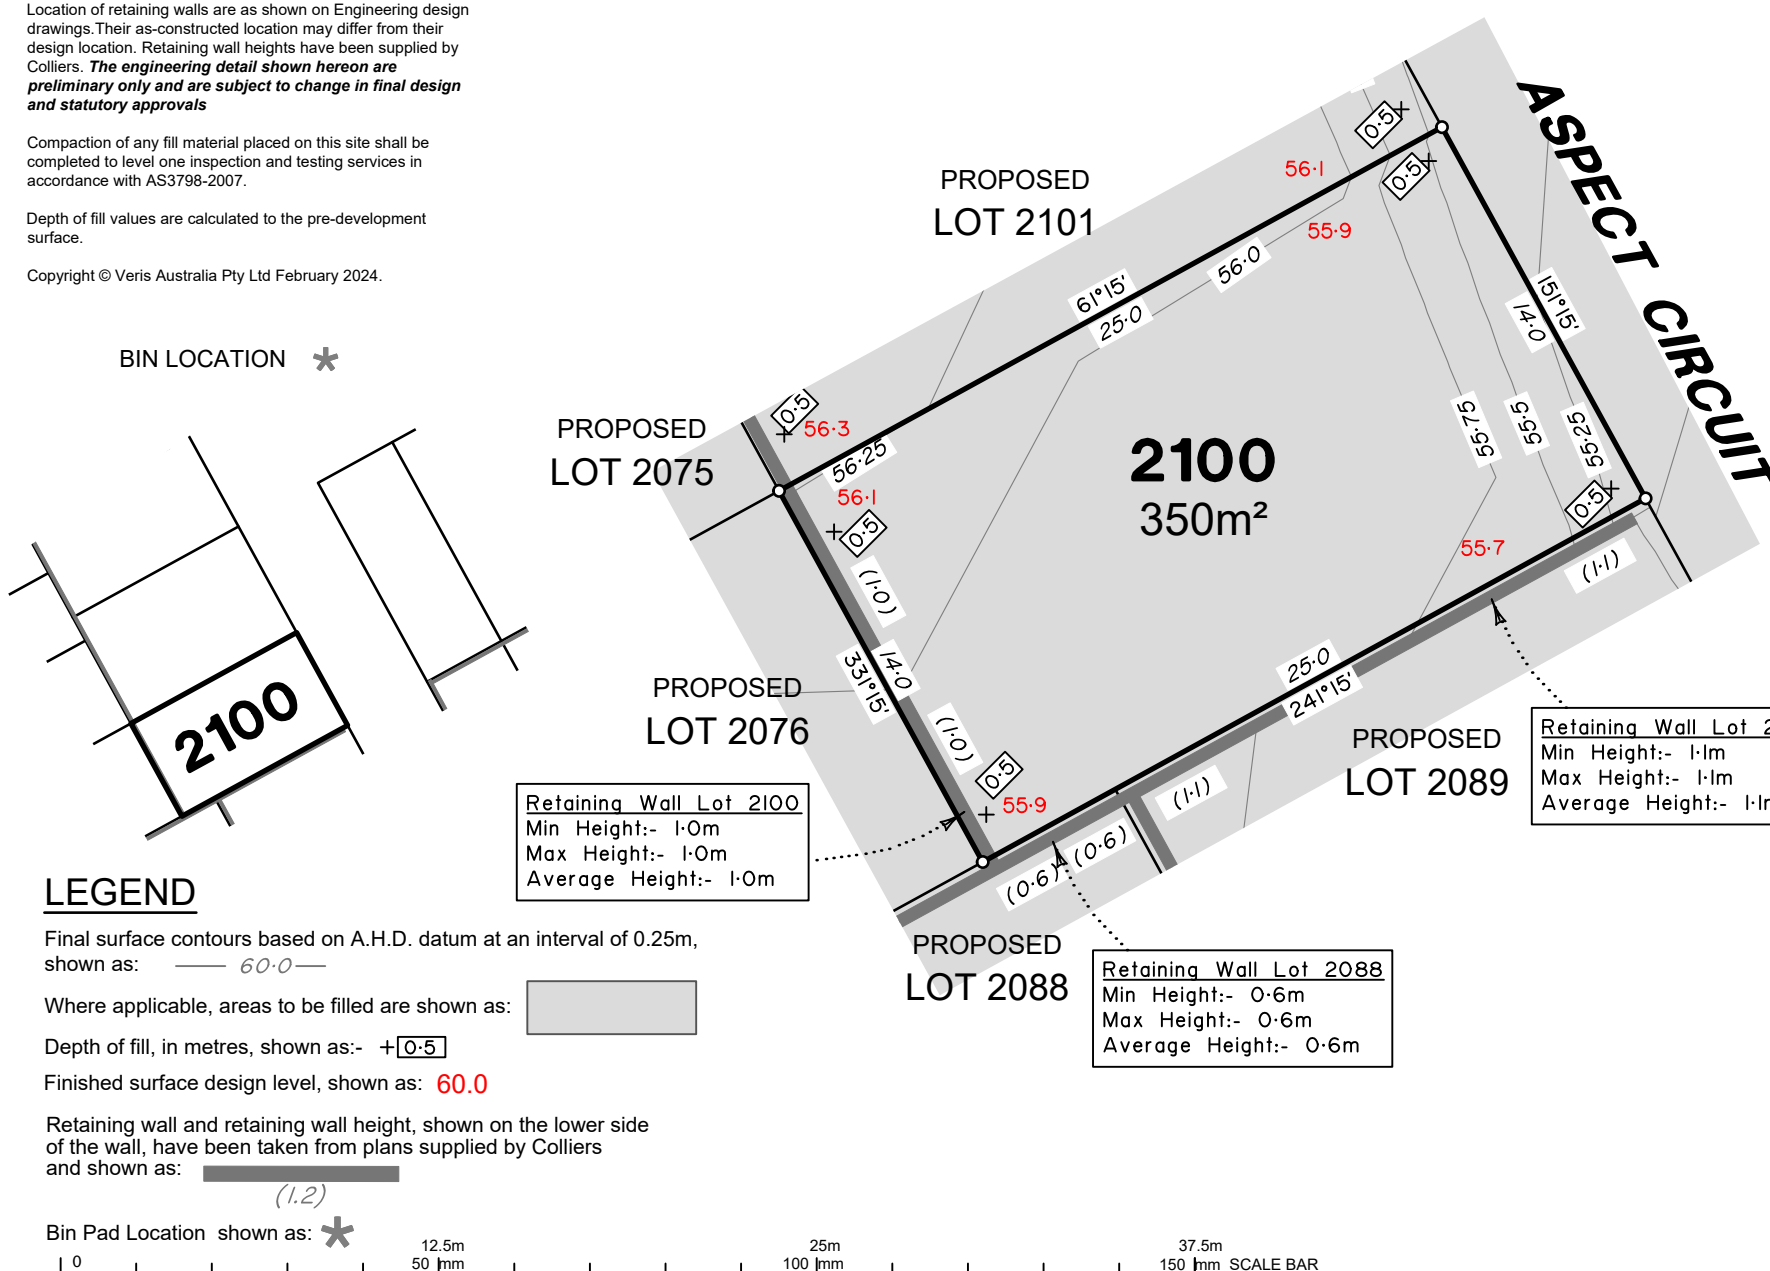 Location of retaining walls are as shown on Engineering design
drawings.Their as-constructed location may differ from their
design location. Retaining wall heights have been supplied by
Colliers. The engineering detail shown hereon are
preliminary only and are subject to change in final design
and statutory approvals
Compaction of any fill material placed on this site shall be
completed to level one inspection and testing services in
accordance with AS3798-2007.
Depth of fill values are calculated to the pre-development
surface.
Copyright © Veris Australia Pty Ltd February 2024.
BIN LOCATION
2100
PROPOSED
LOT 2101
PROPOSED
LOT 2075
PROPOSED
LOT 2076
PROPOSED
LOT 2088
PROPOSED
LOT 2089
ASPECT CIRCUIT
2100
350m²
0·5
0·5
56·1
55·9
56·0
61°15'
25·0
151°15'
14·0
0·5
56·3
56·25
56·1
0·5
(1·0)
55·75
55·5
55·25
0·5
55·7
(1·1)
14·0
331°15'
(1·0)
0·5
55·9
25·0
241°15'
(1·1)
(0·6)
(0·6)
Retaining Wall Lot 2
Min Height:- 1·1m
Max Height:- 1·1m
Average Height:- 1·1
Retaining Wall Lot 2100
Min Height:- 1·0m
Max Height:- 1·0m
Average Height:- 1·0m
Retaining Wall Lot 2088
Min Height:- 0·6m
Max Height:- 0·6m
Average Height:- 0·6m
LEGEND
Final surface contours based on A.H.D. datum at an interval of 0.25m,
shown as: 60·0
Where applicable, areas to be filled are shown as:
Depth of fill, in metres, shown as:- +0·5
Finished surface design level, shown as: 60.0
Retaining wall and retaining wall height, shown on the lower side
of the wall, have been taken from plans supplied by Colliers
and shown as:
(1.2)
Bin Pad Location shown as:
12.5m 25m 37.5m
0 50 mm 100 mm 150 mm SCALE BAR